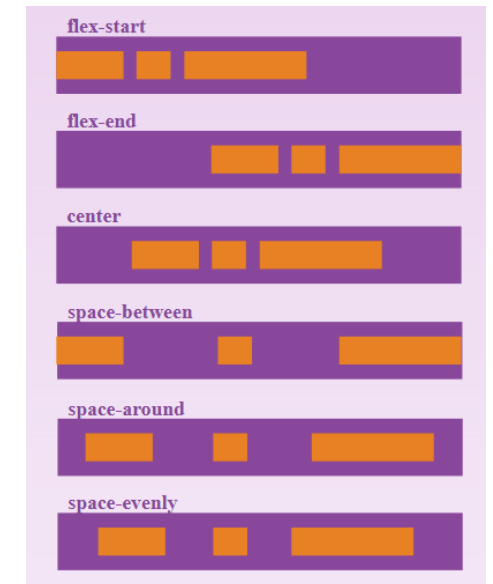 flex-start
flex-end
center
space-between
space-around
space-evenly